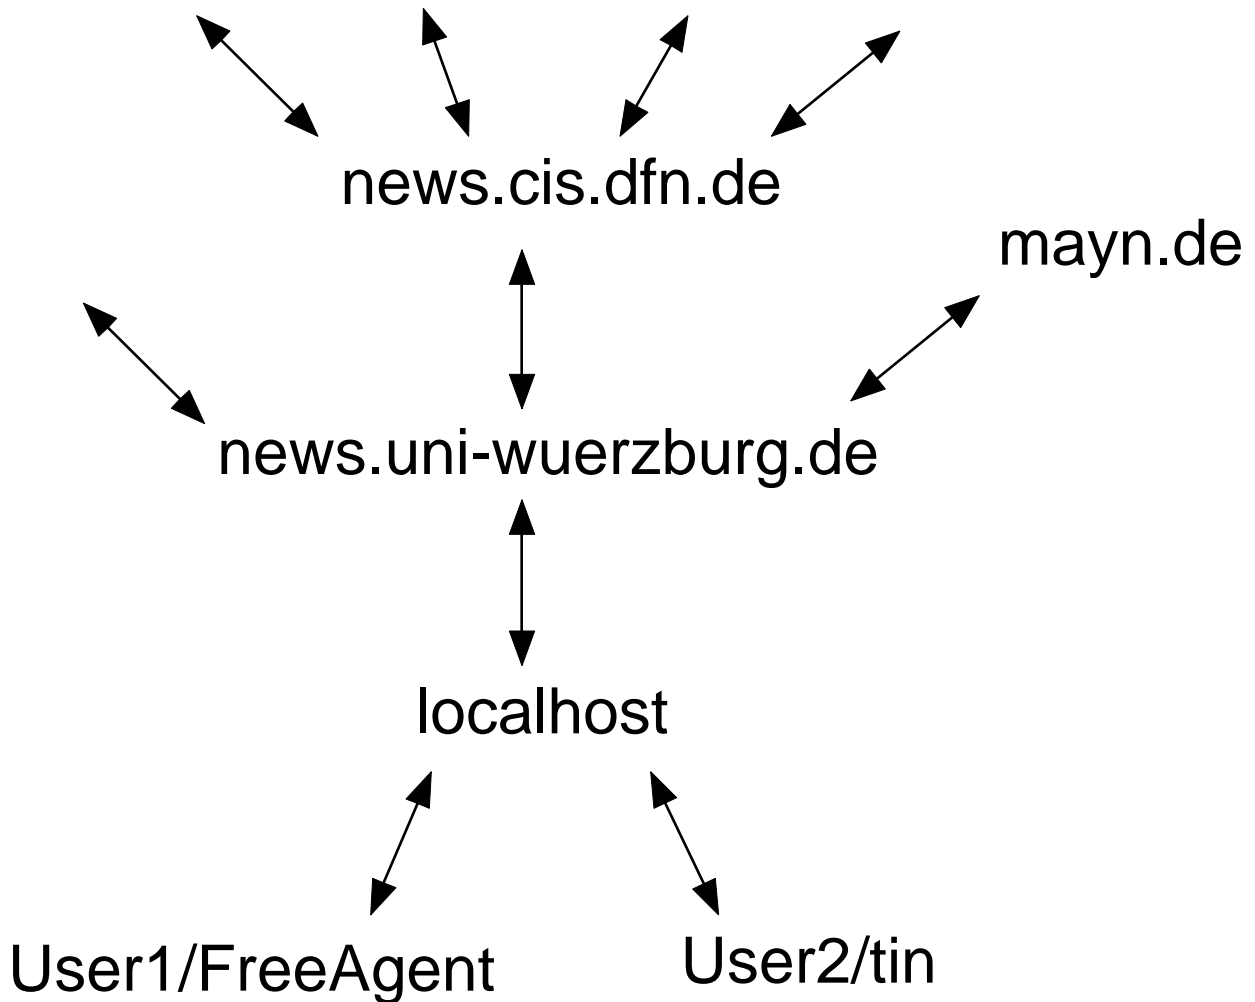 news.cis.dfn.de
mayn.de
news.uni-wuerzburg.de
localhost
User1/FreeAgent
User2/tin